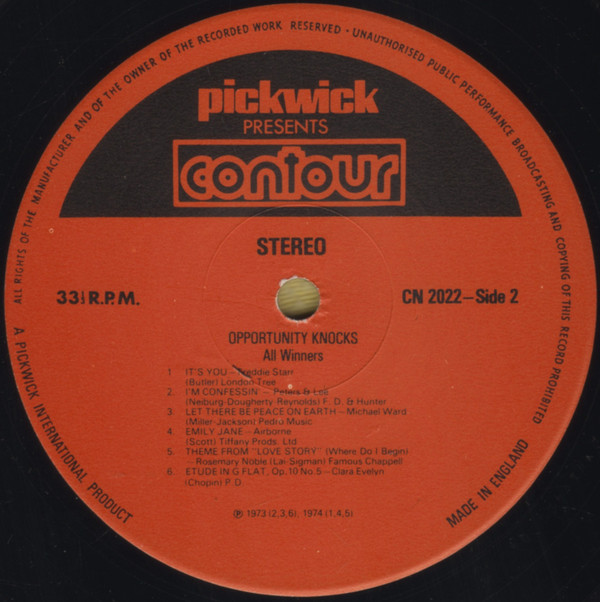 ALL RIGHTS OF THE MANUFACTURER AND OF THE OWNER OF THE RECORDED WORK RESERVED · UNAUTHORISED PUBLIC PERFORMANCE BROADCASTING AND COPYING OF THIS RECORD PROHIBITED
pickwick
PRESENTS
contour
STEREO
33⅓ R.P.M.
CN 2022–Side 2
OPPORTUNITY KNOCKS
All Winners
1. IT'S YOU – Freddie Starr
(Butler) London Tree
2. I'M CONFESSIN' – Peters & Lee
(Neiburg-Dougherty-Reynolds) F. D. & Hunter
3. LET THERE BE PEACE ON EARTH – Michael Ward
(Miller-Jackson) Pedro Music
4. EMILY JANE – Airborne
(Scott) Tiffany Prods. Ltd
5. THEME FROM "LOVE STORY" (Where Do I Begin)
– Rosemary Noble (Lai-Sigman) Famous Chappell
6. ETUDE IN G FLAT, Op.10 No.5 – Clara Evelyn
(Chopin) P.D.
℗ 1973 (2,3,6), 1974 (1,4,5)
A PICKWICK INTERNATIONAL PRODUCT
MADE IN ENGLAND